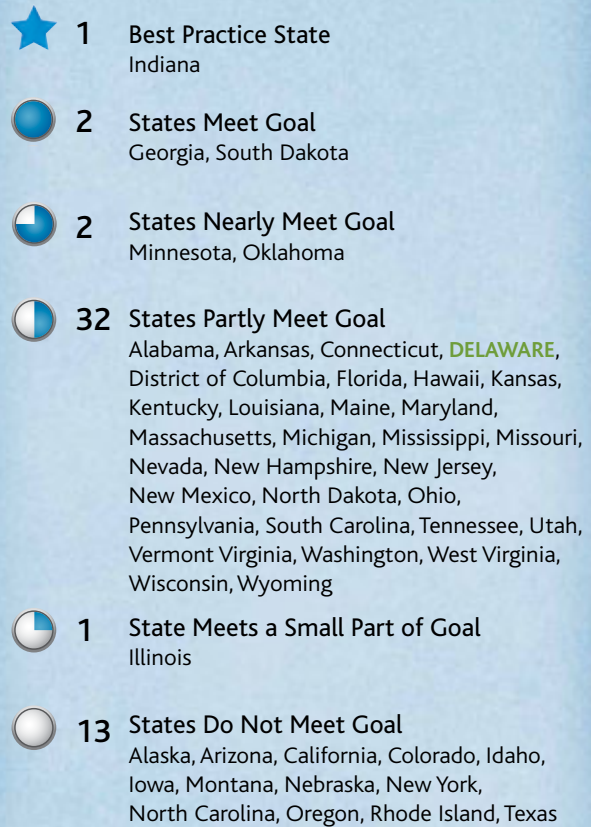 1 Best Practice State
Indiana
2 States Meet Goal
Georgia, South Dakota
2 States Nearly Meet Goal
Minnesota, Oklahoma
32 States Partly Meet Goal
Alabama, Arkansas, Connecticut, DELAWARE,
District of Columbia, Florida, Hawaii, Kansas,
Kentucky, Louisiana, Maine, Maryland,
Massachusetts, Michigan, Mississippi, Missouri,
Nevada, New Hampshire, New Jersey,
New Mexico, North Dakota, Ohio,
Pennsylvania, South Carolina, Tennessee, Utah,
Vermont Virginia, Washington, West Virginia,
Wisconsin, Wyoming
1 State Meets a Small Part of Goal
Illinois
13 States Do Not Meet Goal
Alaska, Arizona, California, Colorado, Idaho,
Iowa, Montana, Nebraska, New York,
North Carolina, Oregon, Rhode Island, Texas